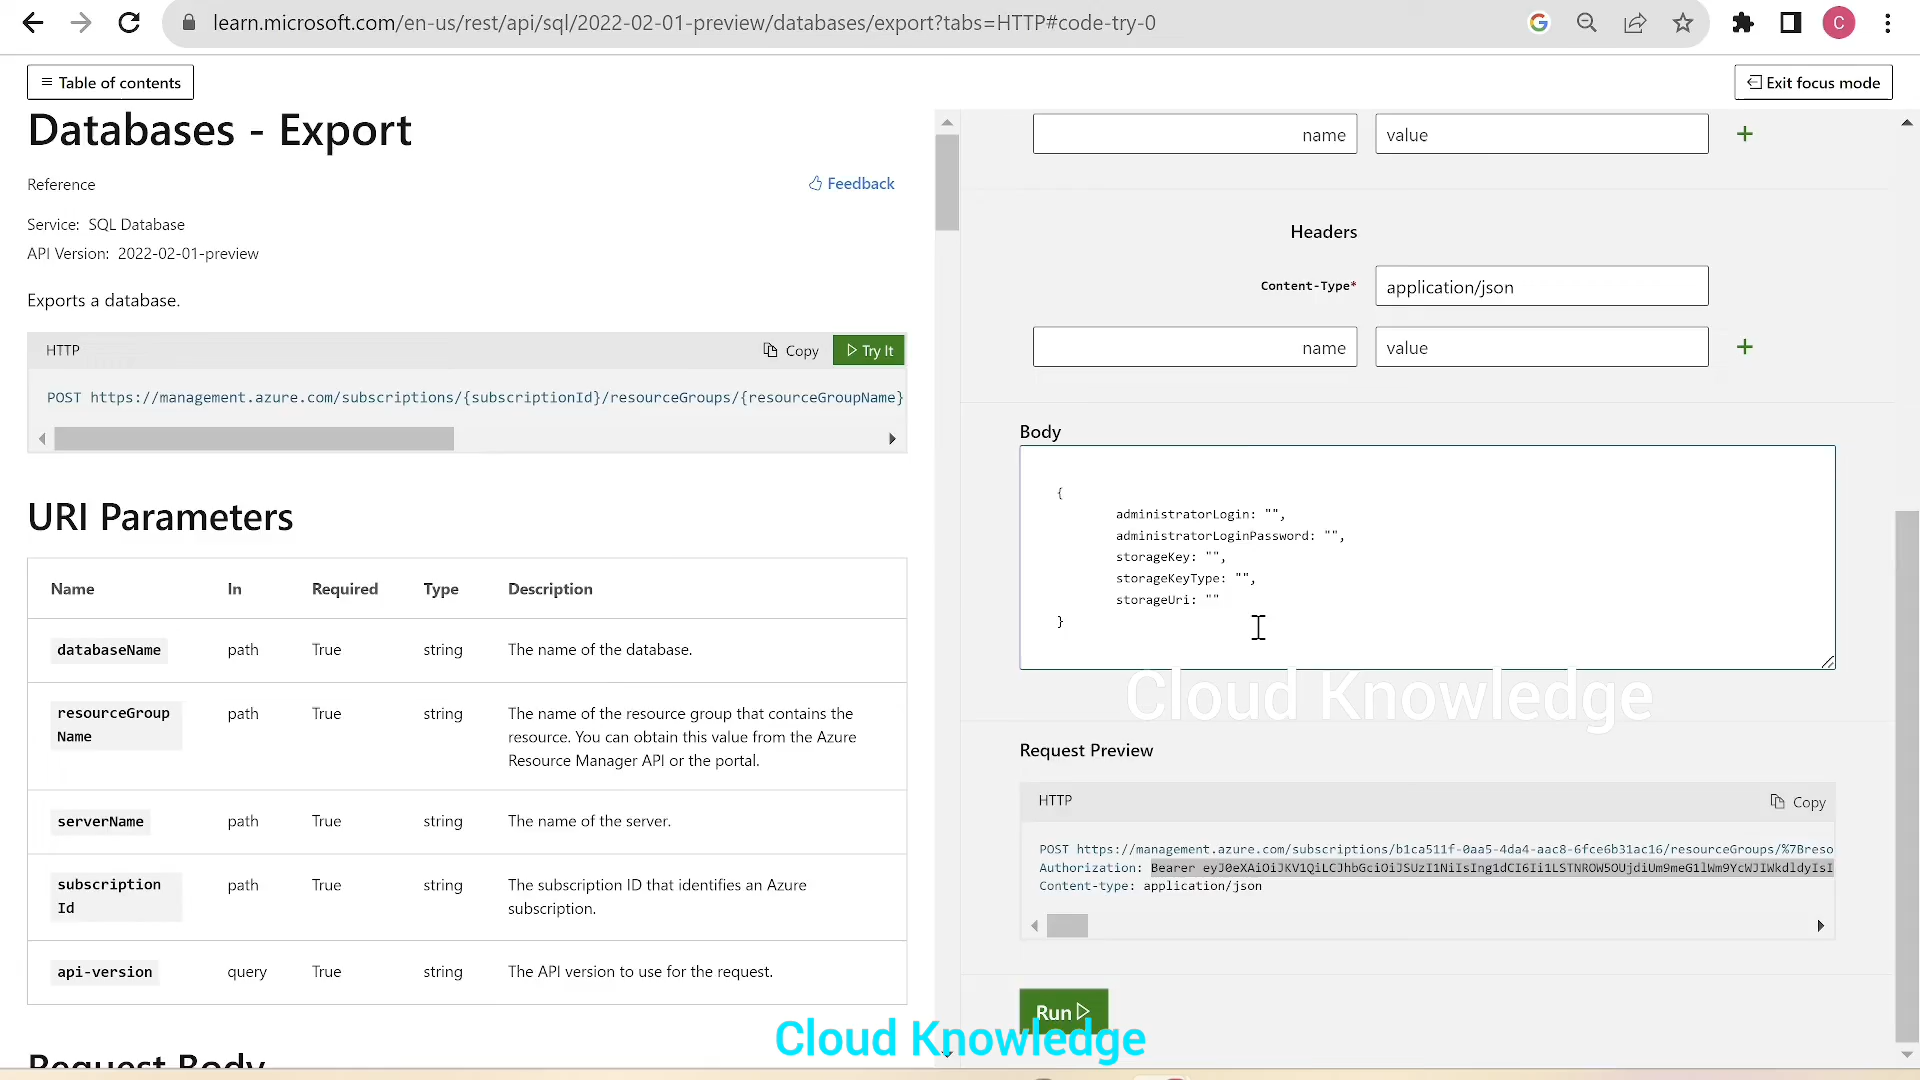 learn.microsoft.com/en-us/rest/api/sql/2022-02-01-preview/databases/export?tabs=HTTP#code-try-0
C
Table of contents
Exit focus mode
Databases - Export
Reference
Feedback
Service: SQL Database
API Version: 2022-02-01-preview
Exports a database.
HTTP
Copy
Try It
POST https://management.azure.com/subscriptions/{subscriptionId}/resourceGroups/{resourceGroupName}
URI Parameters
Name In Required Type Description
databaseName path True string The name of the database.
resourceGroup
Name
path True string The name of the resource group that contains the
resource. You can obtain this value from the Azure
Resource Manager API or the portal.
serverName path True string The name of the server.
subscription
Id
path True string The subscription ID that identifies an Azure
subscription.
api-version query True string The API version to use for the request.
Request Body
name value +
Headers
Content-Type* application/json
name value +
Body
{
administratorLogin: "",
administratorLoginPassword: "",
storageKey: "",
storageKeyType: "",
storageUri: ""
}
Cloud Knowledge
Request Preview
HTTP
Copy
POST https://management.azure.com/subscriptions/b1ca511f-0aa5-4da4-aac8-6fce6b31ac16/resourceGroups/%7Breso
Authorization: Bearer
Content-type: application/json
Run
Cloud Knowledge